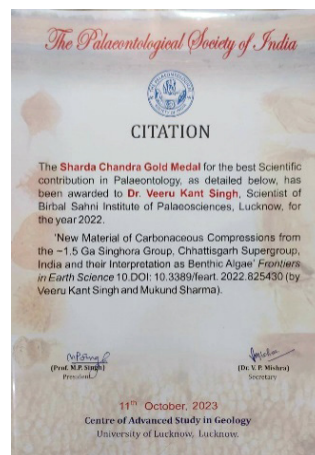 The Palaeontological Society of India
CITATION
The Sharda Chandra Gold Medal for the best Scientific
contribution in Palaeontology, as detailed below, has
been awarded to Dr. Veeru Kant Singh, Scientist of
Birbal Sahni Institute of Palaeosciences, Lucknow, for
the year 2022.
'New Material of Carbonaceous Compressions from
the ~1.5 Ga Singhora Group, Chhattisgarh Supergroup,
India and their Interpretation as Benthic Algae' Frontiers
in Earth Science 10.DOI: 10.3389/feart. 2022.825430 (by
Veeru Kant Singh and Mukund Sharma).
(Prof. M.P. Singh)
President
(Dr. V. P. Mishra)
Secretary
11th October, 2023
Centre of Advanced Study in Geology
University of Lucknow, Lucknow.